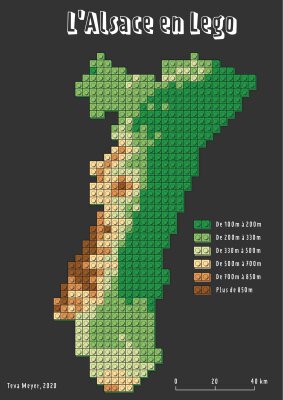 L'Alsace en Lego
De 100m à 200m
De 200m à 330m
De 330m à 500m
De 500m à 700m
De 700m à 850m
Plus de 850m
Teva Meyer, 2020
0 20 40 km